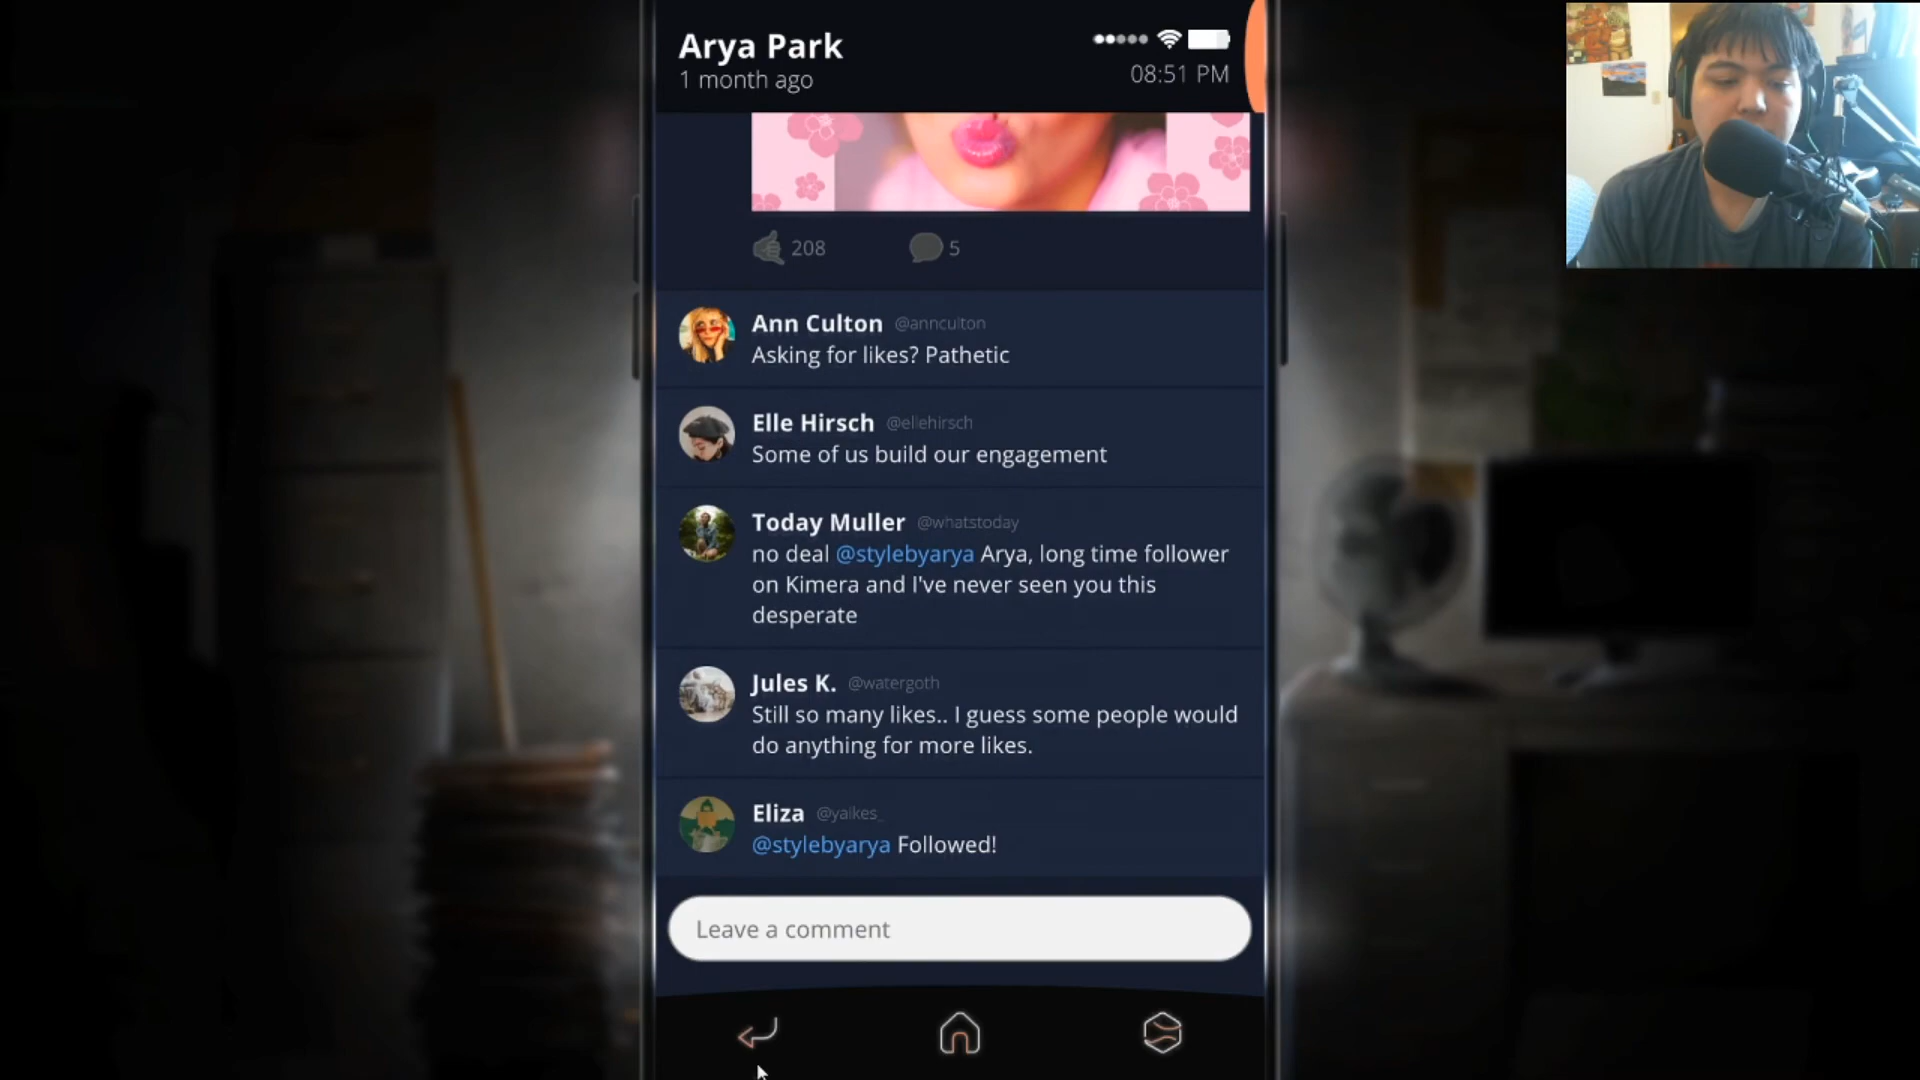 Arya Park
1 month ago
08:51 PM
208
5
Ann Culton @annculton
Asking for likes? Pathetic
Elle Hirsch @ellehirsch
Some of us build our engagement
Today Muller @whatstoday
no deal @stylebyarya Arya, long time follower
on Kimera and I've never seen you this
desperate
Jules K. @watergoth
Still so many likes.. I guess some people would
do anything for more likes.
Eliza @yaikes_
@stylebyarya Followed!
Leave a comment